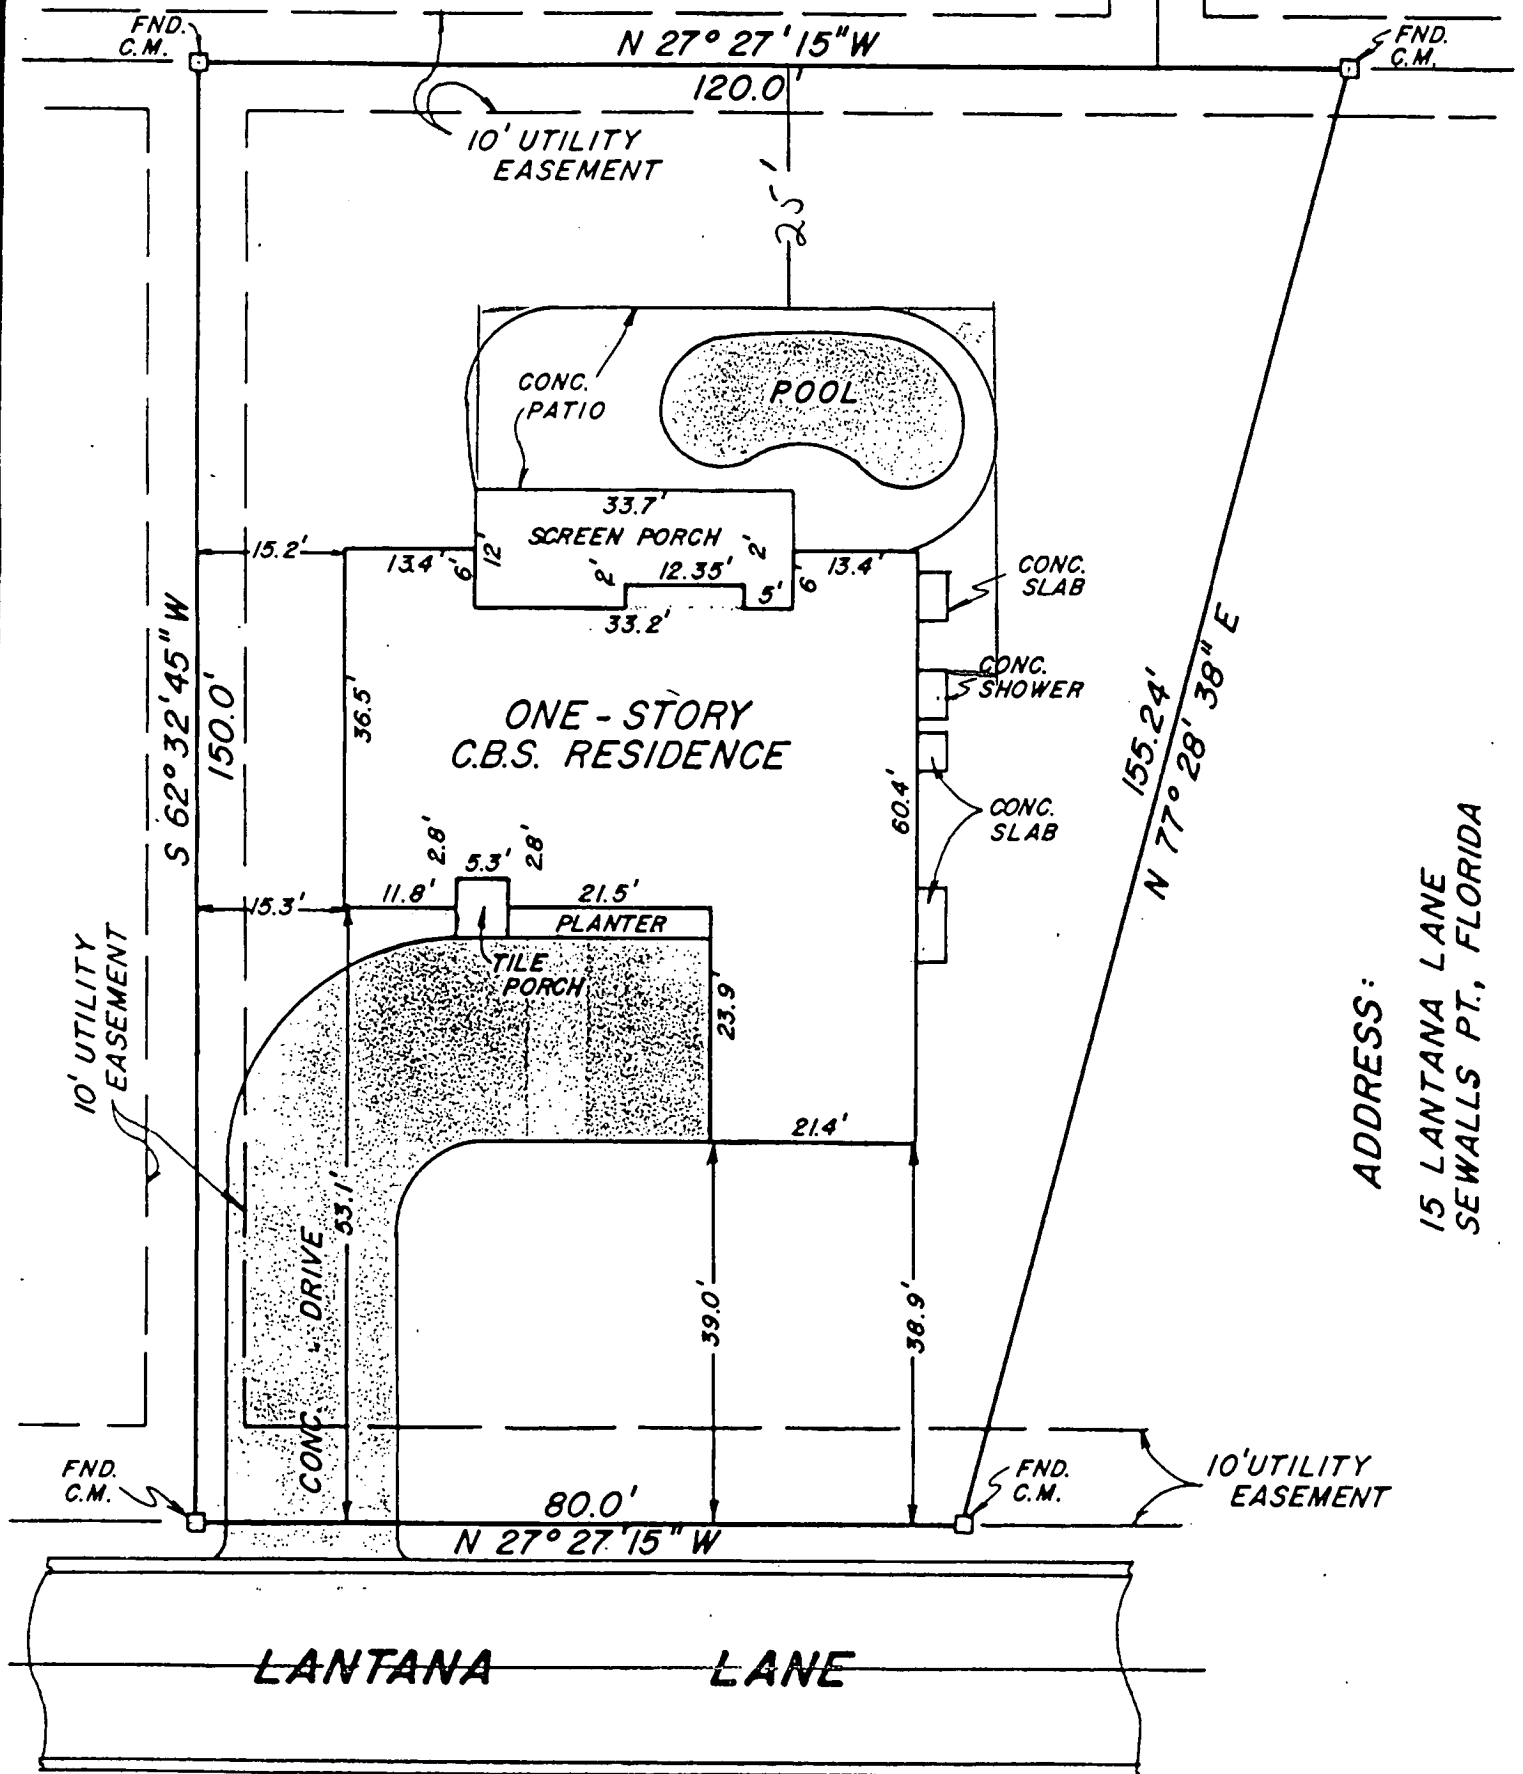 FND.
C.M.
N 27° 27' 15" W
120.0'
FND.
C.M.
10' UTILITY
EASEMENT
25'
CONC.
PATIO
POOL
33.7'
SCREEN PORCH
12'
2'
2'
12.35'
5'
6'
6'
33.2'
15.2'
13.4'
13.4'
CONC.
SLAB
CONC.
SHOWER
S 62° 32' 45" W
150.0'
36.5'
ONE-STORY
C.B.S. RESIDENCE
60.4'
CONC.
SLAB
155.24'
N 77° 28' 38" E
2.8'
5.3'
2.8'
15.3'
11.8'
21.5'
PLANTER
TILE
PORCH
23.9'
10' UTILITY
EASEMENT
21.4'
53.1'
CONC. DRIVE
39.0'
38.9'
ADDRESS:
15 LANTANA LANE
SEWALLS PT., FLORIDA
FND.
C.M.
80.0'
N 27° 27' 15" W
FND.
C.M.
10' UTILITY
EASEMENT
LANTANA LANE